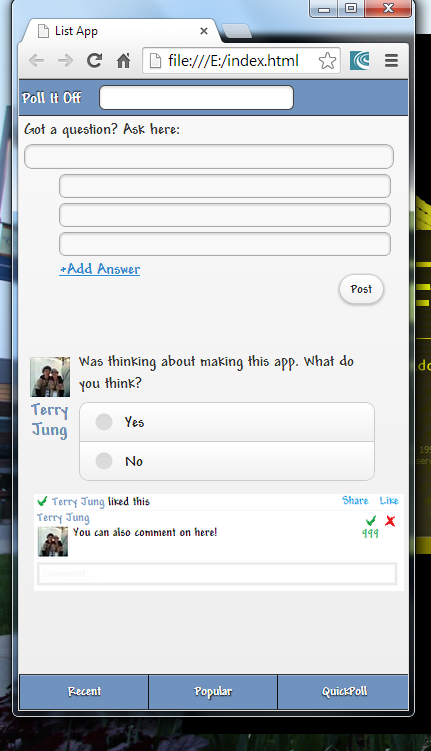 List App
file:///E:/index.html
Poll It Off
Got a question? Ask here:
+Add Answer
Post
Was thinking about making this app. What do
you think?
Terry
Jung
Yes
No
Terry Jung liked this
Share Like
Terry Jung
You can also comment on here!
999
Recent
Popular
QuickPoll